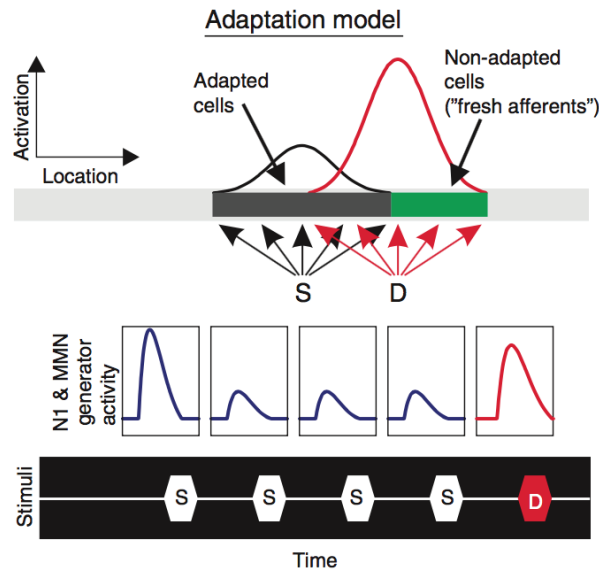 Adaptation model
Activation
Location
Adapted
cells
Non-adapted
cells
("fresh afferents")
S
D
N1 & MMN
generator
activity
Stimuli
S
S
S
S
D
Time